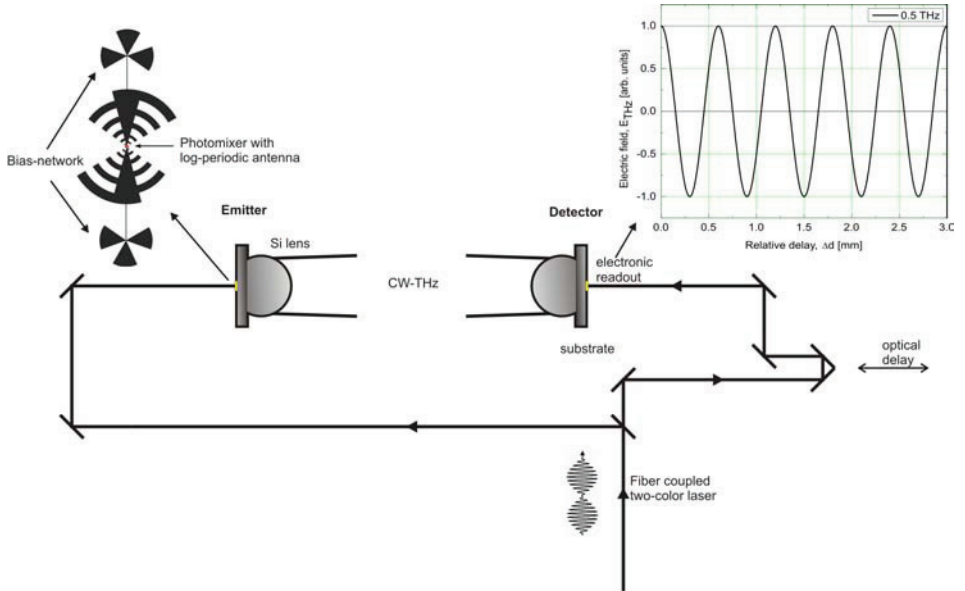 Bias-network
Photomixer with
log-periodic antenna
Emitter
Si lens
CW-THz
Detector
electronic
readout
substrate
optical
delay
Fiber coupled
two-color laser
0.5 THz
Electric field, E_THz [arb. units]
1.0
0.5
0.0
-0.5
-1.0
0.0 0.5 1.0 1.5 2.0 2.5 3.0
Relative delay, Δd [mm]